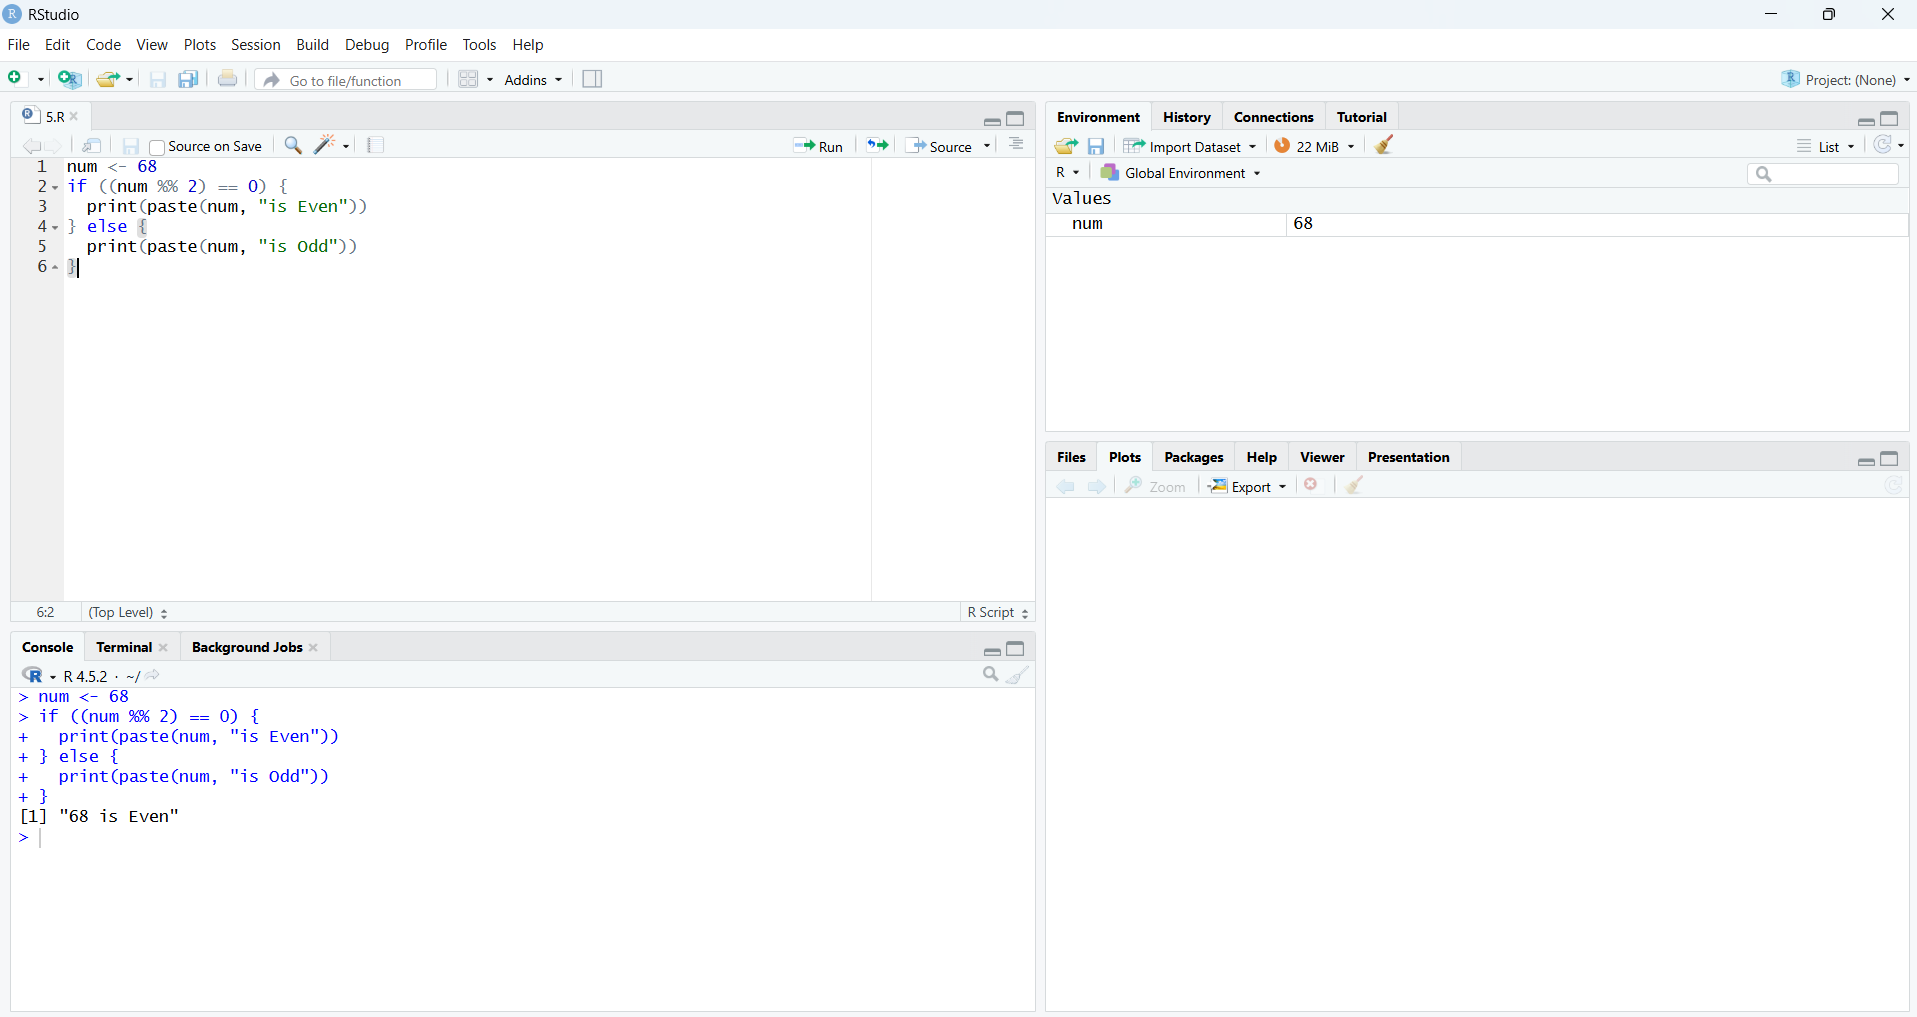 RStudio
File Edit Code View Plots Session Build Debug Profile Tools Help
Go to file/function Addins Project: (None)
5.R
Source on Save Run Source
1 num <- 68
2 if ((num %% 2) == 0) {
3   print(paste(num, "is Even"))
4 } else {
5   print(paste(num, "is Odd"))
6 }
6:2 (Top Level) R Script
Console Terminal Background Jobs
R 4.5.2 · ~/
> num <- 68
> if ((num %% 2) == 0) {
+   print(paste(num, "is Even"))
+ } else {
+   print(paste(num, "is Odd"))
+ }
[1] "68 is Even"
>
Environment History Connections Tutorial
Import Dataset 22 MiB List
R Global Environment
Values
num 68
Files Plots Packages Help Viewer Presentation
Zoom Export